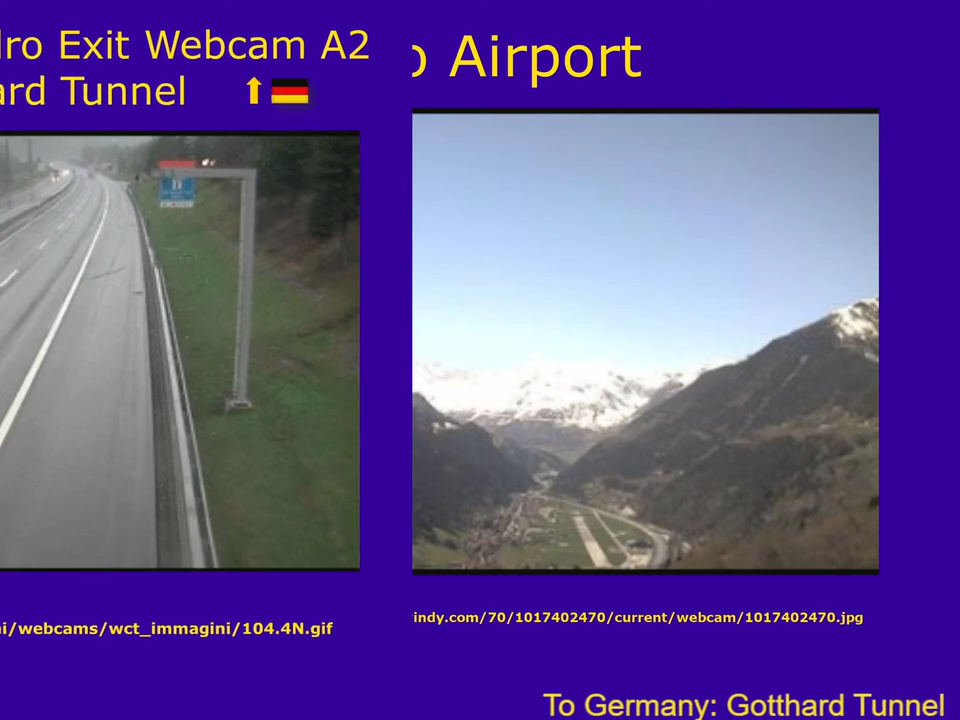 dro Exit Webcam A2
ard Tunnel
o Airport
ni/webcams/wct_immagini/104.4N.gif
indy.com/70/1017402470/current/webcam/1017402470.jpg
To Germany: Gotthard Tunnel